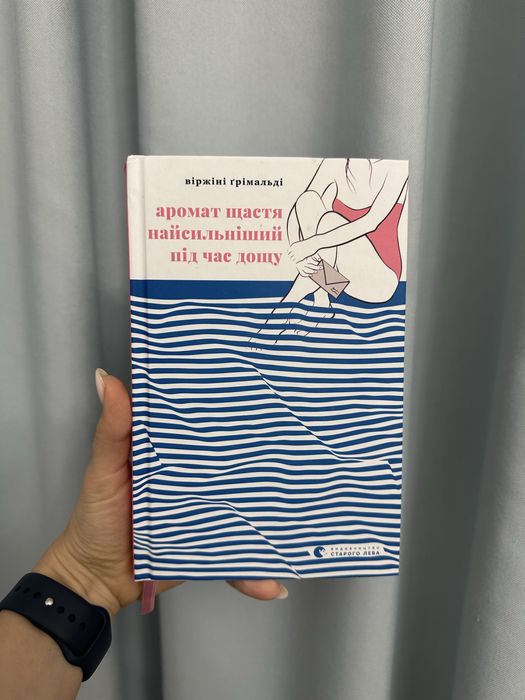 віржіні ґрімальді
аромат щастя
найсильніший
під час дощу
видавництво
СТАРОГО ЛЕВА